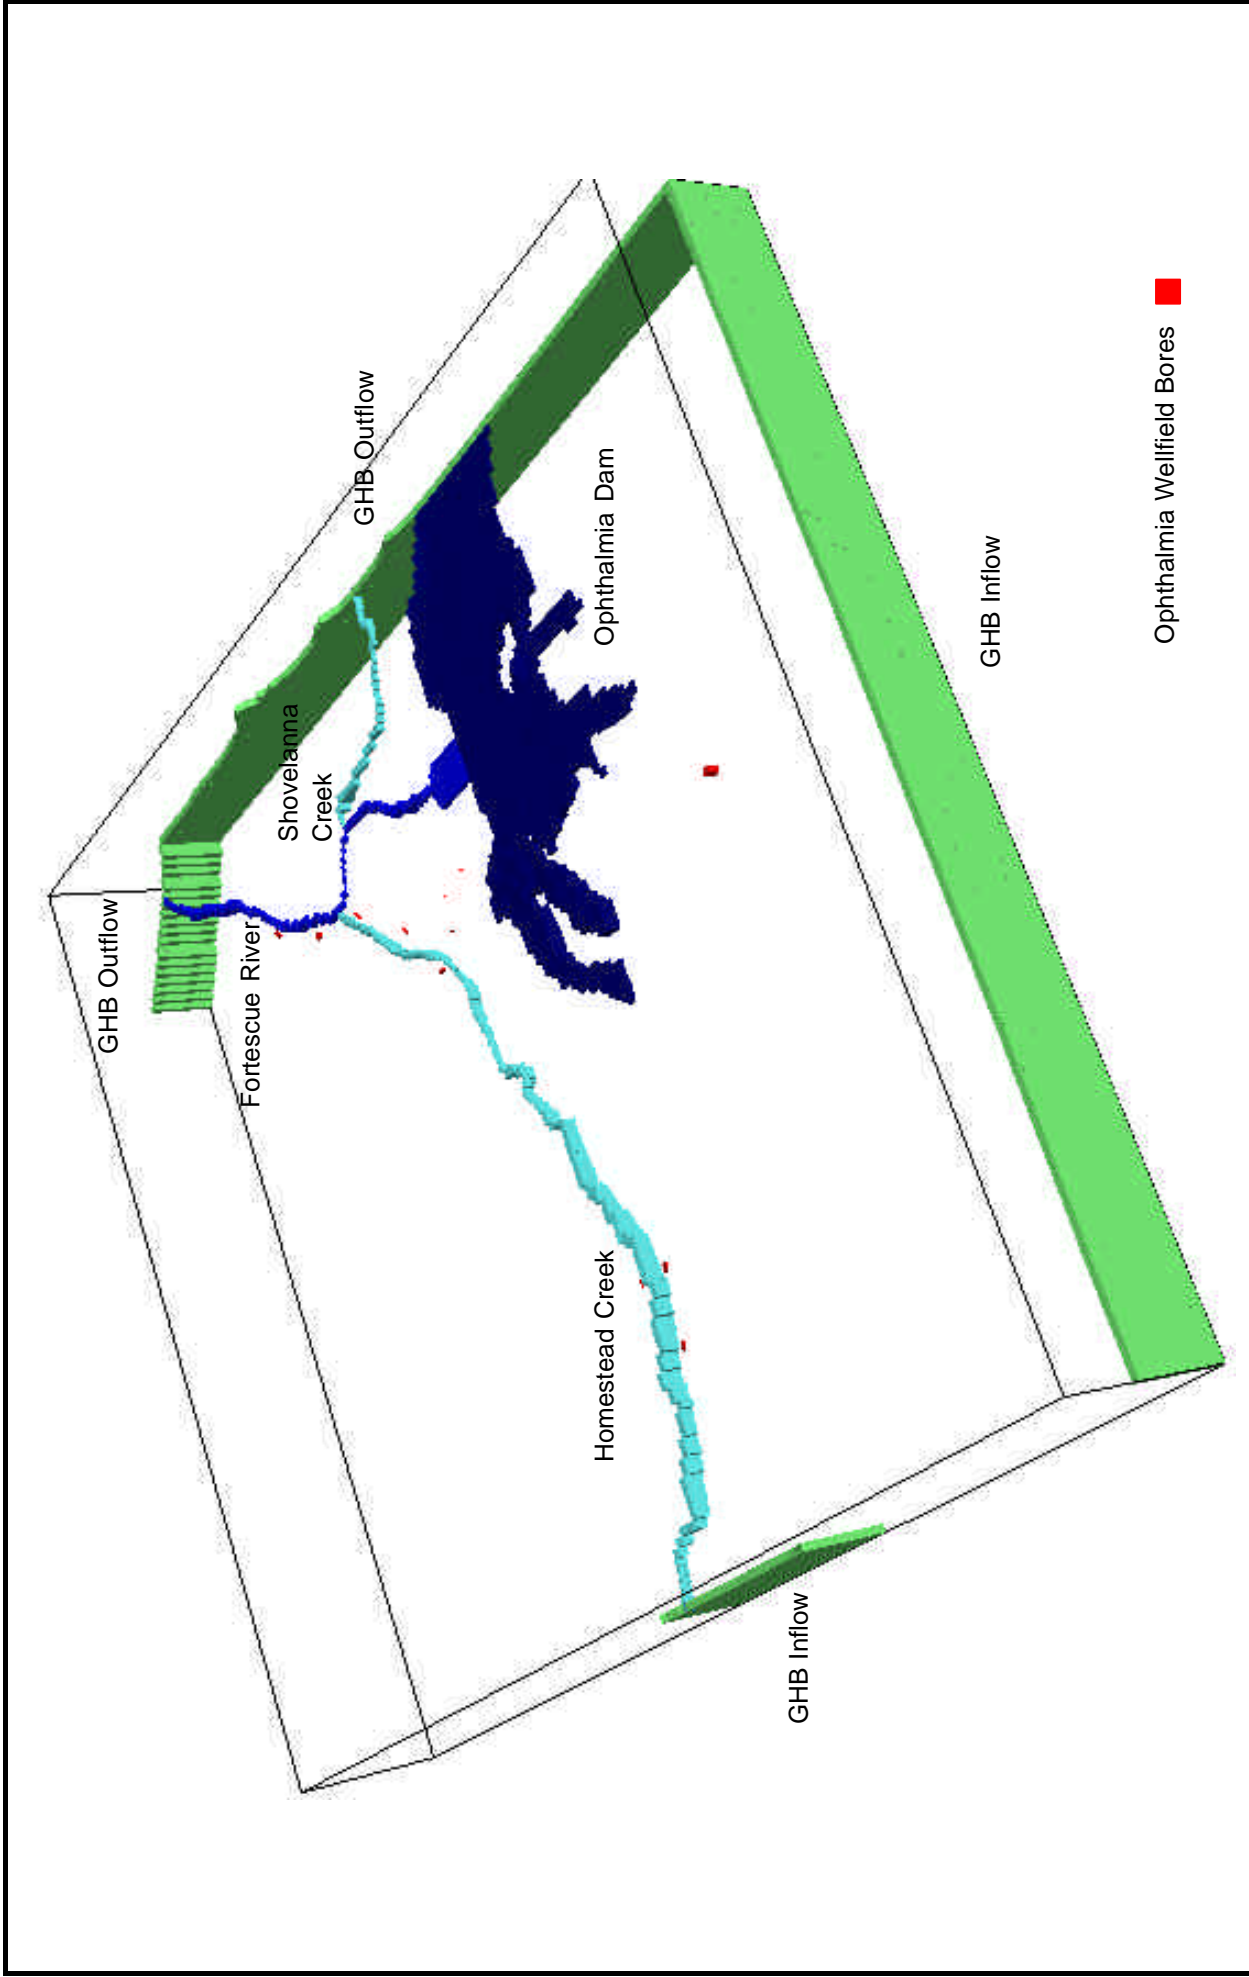 GHB Outflow
Fortescue River
Shovelanna
Creek
GHB Outflow
Homestead Creek
Ophthalmia Dam
GHB Inflow
GHB Inflow
Ophthalmia Wellfield Bores